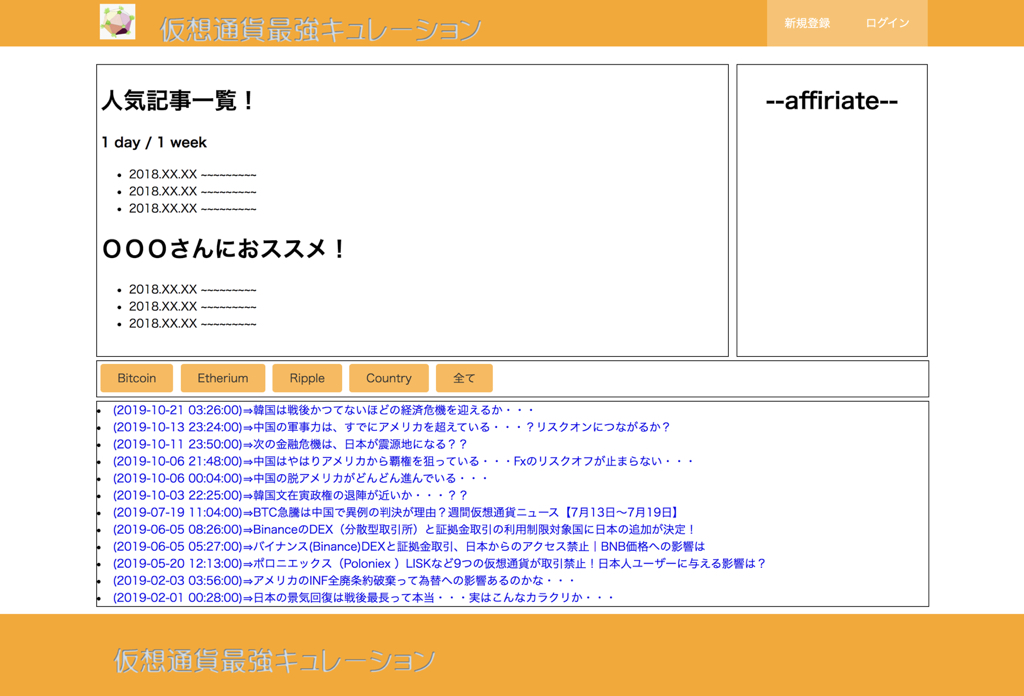 仮想通貨最強キュレーション
新規登録 ログイン
人気記事一覧！
1 day / 1 week
2018.XX.XX ~~~~~~~~~
2018.XX.XX ~~~~~~~~~
2018.XX.XX ~~~~~~~~~
○○○さんにおススメ！
2018.XX.XX ~~~~~~~~~
2018.XX.XX ~~~~~~~~~
2018.XX.XX ~~~~~~~~~
--affiriate--
Bitcoin Etherium Ripple Country 全て
(2019-10-21 03:26:00)⇒韓国は戦後かつてないほどの経済危機を迎えるか・・・
(2019-10-13 23:24:00)⇒中国の軍事力は、すでにアメリカを超えている・・・？リスクオンにつながるか？
(2019-10-11 23:50:00)⇒次の金融危機は、日本が震源地になる？？
(2019-10-06 21:48:00)⇒中国はやはりアメリカから覇権を狙っている・・・Fxのリスクオフが止まらない・・・
(2019-10-06 00:04:00)⇒中国の脱アメリカがどんどん進んでいる・・・
(2019-10-03 22:25:00)⇒韓国文在寅政権の退陣が近いか・・・？？
(2019-07-19 11:04:00)⇒BTC急騰は中国で異例の判決が理由？週間仮想通貨ニュース【7月13日〜7月19日】
(2019-06-05 08:26:00)⇒BinanceのDEX（分散型取引所）と証拠金取引の利用制限対象国に日本の追加が決定！
(2019-06-05 05:27:00)⇒バイナンス(Binance)DEXと証拠金取引、日本からのアクセス禁止｜BNB価格への影響は
(2019-05-20 12:13:00)⇒ポロニエックス（Poloniex ）LISKなど9つの仮想通貨が取引禁止！日本人ユーザーに与える影響は？
(2019-02-03 03:56:00)⇒アメリカのINF全廃条約破棄って為替への影響あるのかな・・・
(2019-02-01 00:28:00)⇒日本の景気回復は戦後最長って本当・・・実はこんなカラクリか・・・
仮想通貨最強キュレーション